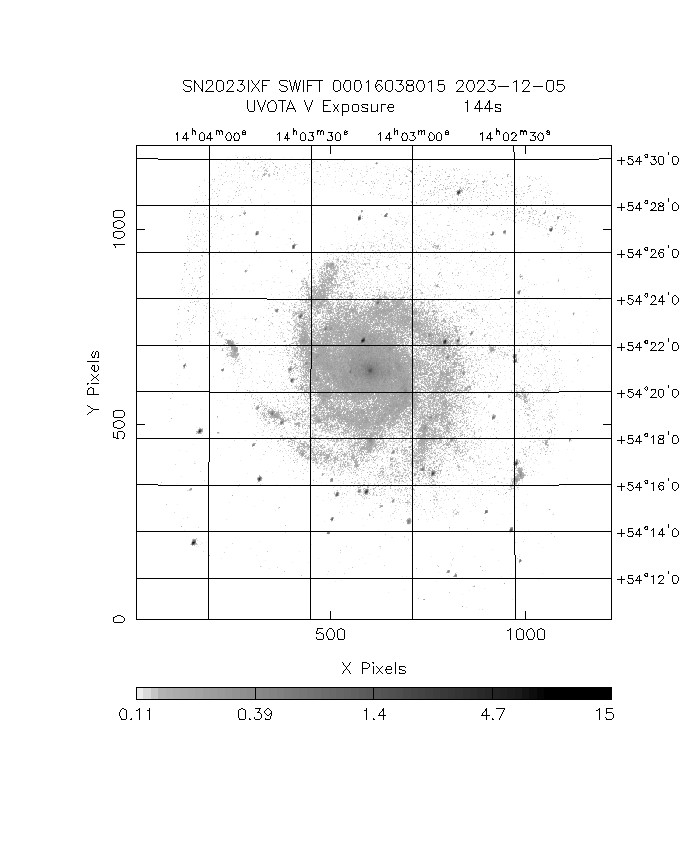 SN2023IXF SWIFT 00016038015 2023-12-05
UVOTA V Exposure 144s
14ʰ04ᵐ00ˢ 14ʰ03ᵐ30ˢ 14ʰ03ᵐ00ˢ 14ʰ02ᵐ30ˢ
+54°30'0
+54°28'0
1000
+54°26'0
+54°24'0
+54°22'0
Y Pixels
+54°20'0
500
+54°18'0
+54°16'0
+54°14'0
+54°12'0
0
500 1000
X Pixels
0.11 0.39 1.4 4.7 15